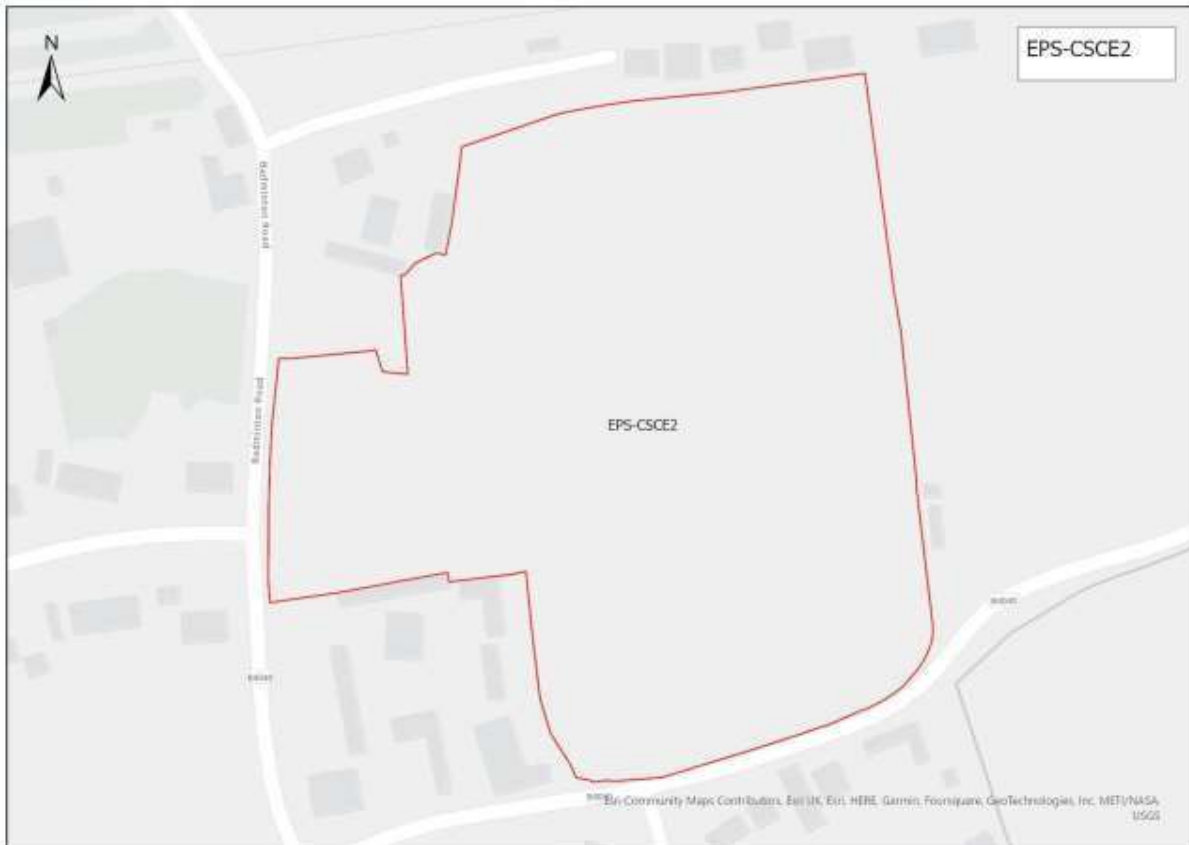 N
EPS-CSCE2
Badminton Road
Badminton Road
EPS-CSCE2
Esri Community Maps Contributors, Esri UK, Esri, HERE, Garmin, Foursquare, GeoTechnologies, Inc, METI/NASA,
USGS